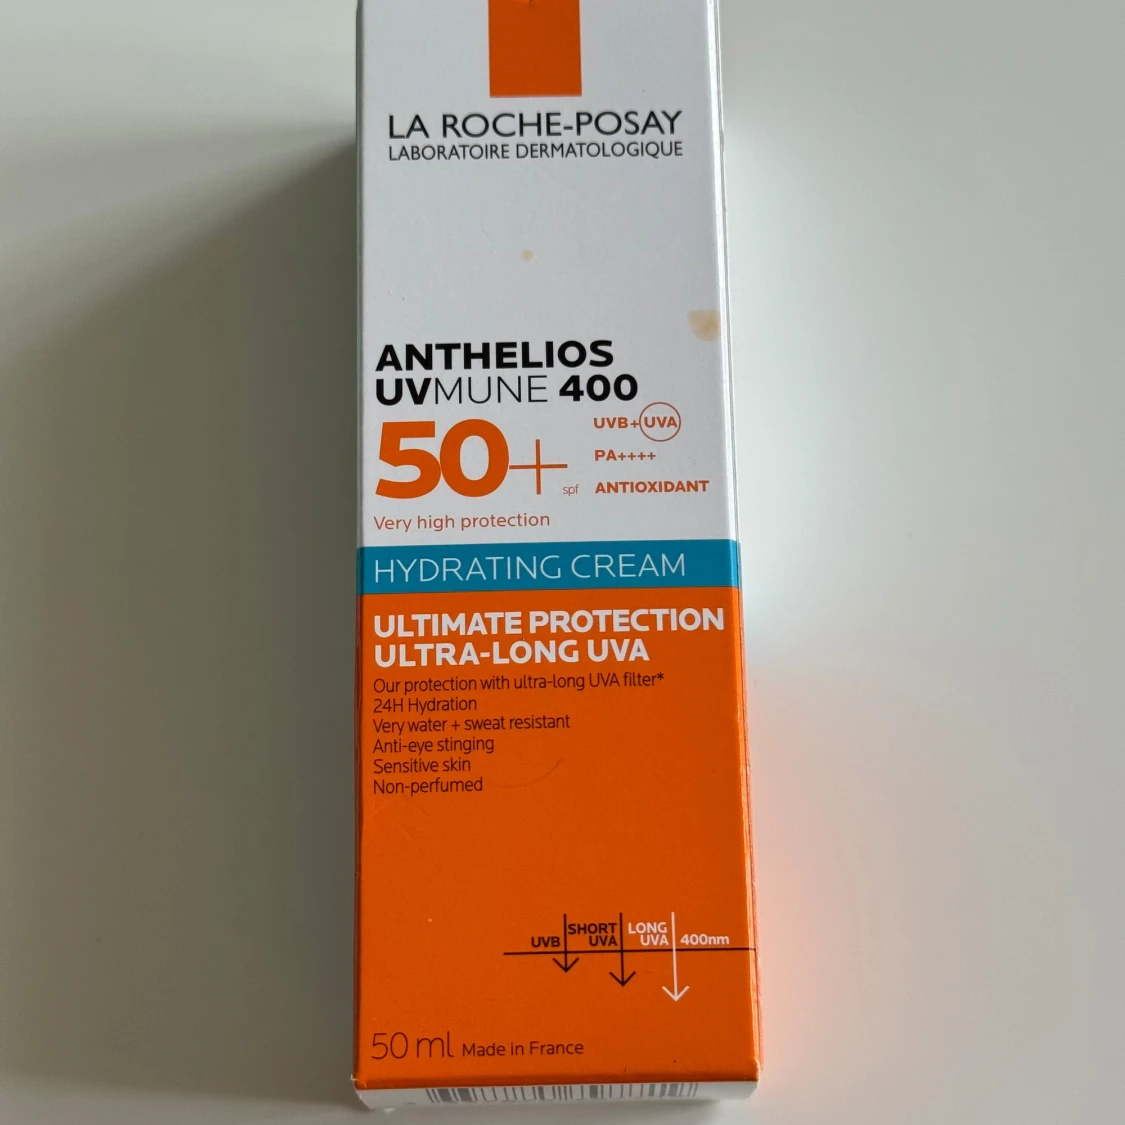 LA ROCHE-POSAY
LABORATOIRE DERMATOLOGIQUE
ANTHELIOS
UVMUNE 400
50+ spf
UVB+UVA
PA++++
ANTIOXIDANT
Very high protection
HYDRATING CREAM
ULTIMATE PROTECTION
ULTRA-LONG UVA
Our protection with ultra-long UVA filter*
24H Hydration
Very water + sweat resistant
Anti-eye stinging
Sensitive skin
Non-perfumed
UVB SHORT UVA LONG UVA 400nm
50 ml Made in France